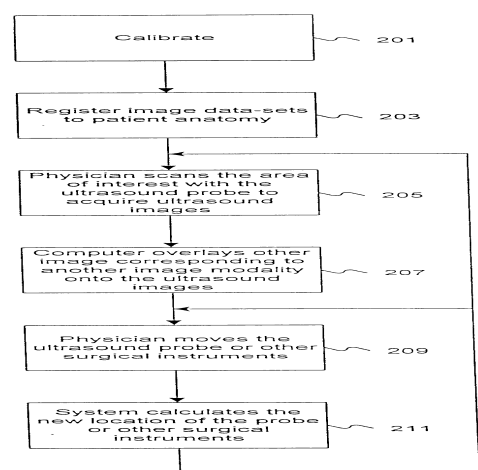 Calibrate
201
Register image data-sets
to patient anatomy
203
Physician scans the area
of interest with the
ultrasound probe to
acquire ultrasound
images
205
Computer overlays other
image corresponding to
another image modality
onto the ultrasound
images
207
Physician moves the
ultrasound probe or other
surgical instruments
209
System calculates the
new location of the probe
or other surgical
instruments
211